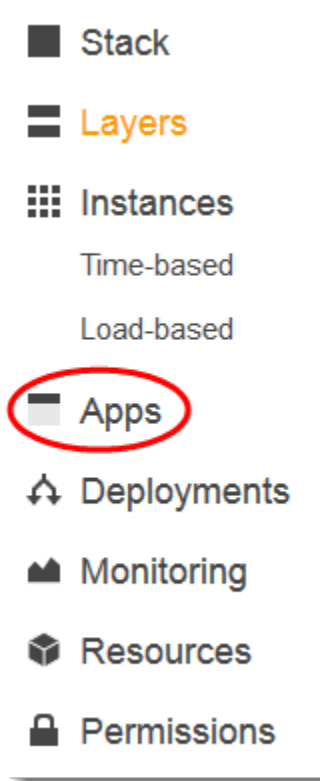 Stack
Layers
Instances
Time-based
Load-based
Apps
Deployments
Monitoring
Resources
Permissions